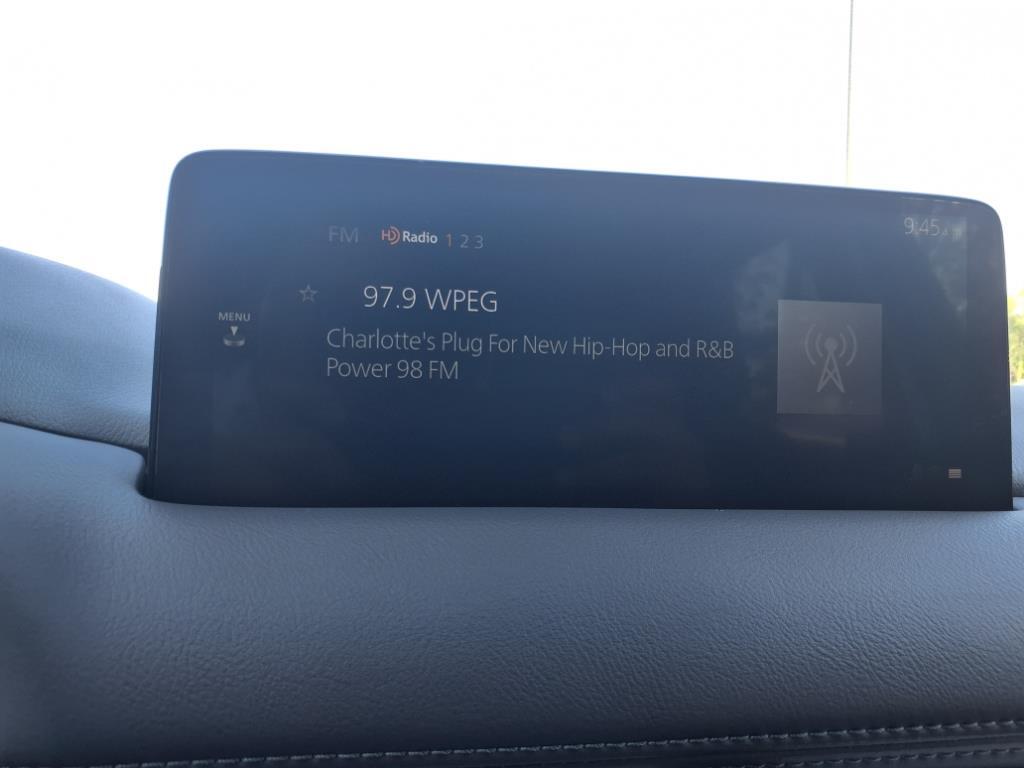 FM HD Radio 1 2 3
9:45
97.9 WPEG
MENU
Charlotte's Plug For New Hip-Hop and R&B
Power 98 FM